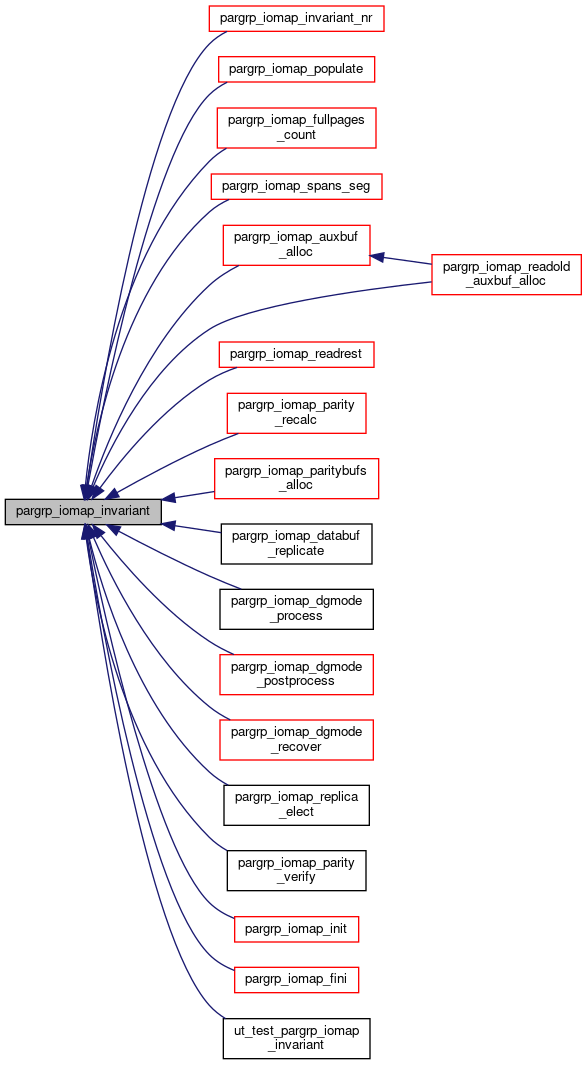 pargrp_iomap_invariant_nr
pargrp_iomap_populate
pargrp_iomap_fullpages
_count
pargrp_iomap_spans_seg
pargrp_iomap_auxbuf
_alloc
pargrp_iomap_readold
_auxbuf_alloc
pargrp_iomap_readrest
pargrp_iomap_parity
_recalc
pargrp_iomap_paritybufs
_alloc
pargrp_iomap_invariant
pargrp_iomap_databuf
_replicate
pargrp_iomap_dgmode
_process
pargrp_iomap_dgmode
_postprocess
pargrp_iomap_dgmode
_recover
pargrp_iomap_replica
_elect
pargrp_iomap_parity
_verify
pargrp_iomap_init
pargrp_iomap_fini
ut_test_pargrp_iomap
_invariant